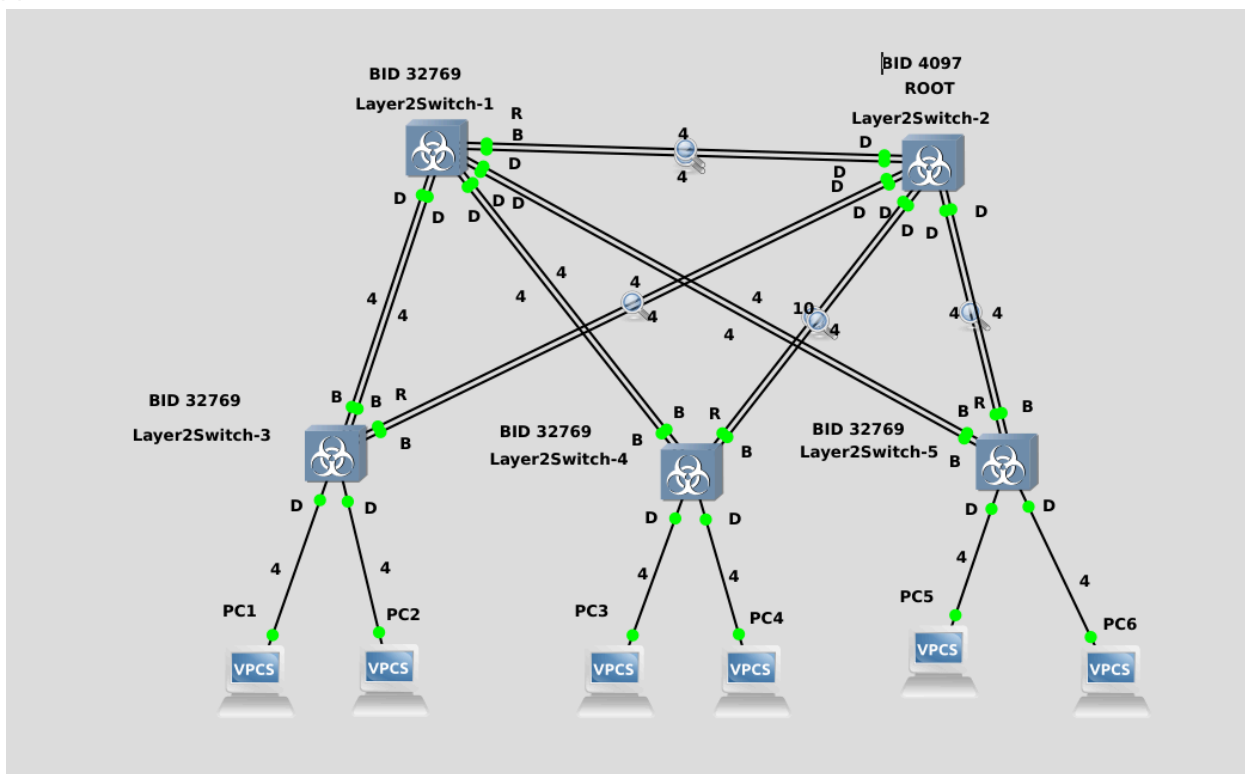 BID 4097
BID 32769
ROOT
Layer2Switch-1
Layer2Switch-2
R
B
4
D
D
4
D
D
D
D
D
D
D
D
D
D
D
D
4
4
4
4
4
4
10
4
4
4
4
4
4
B
B
R
B
B
B
R
B
B
R
B
B
BID 32769
Layer2Switch-3
BID 32769
Layer2Switch-4
BID 32769
Layer2Switch-5
D
D
D
D
D
D
4
4
4
4
4
4
PC1
PC2
PC3
PC4
PC5
PC6
VPCS
VPCS
VPCS
VPCS
VPCS
VPCS